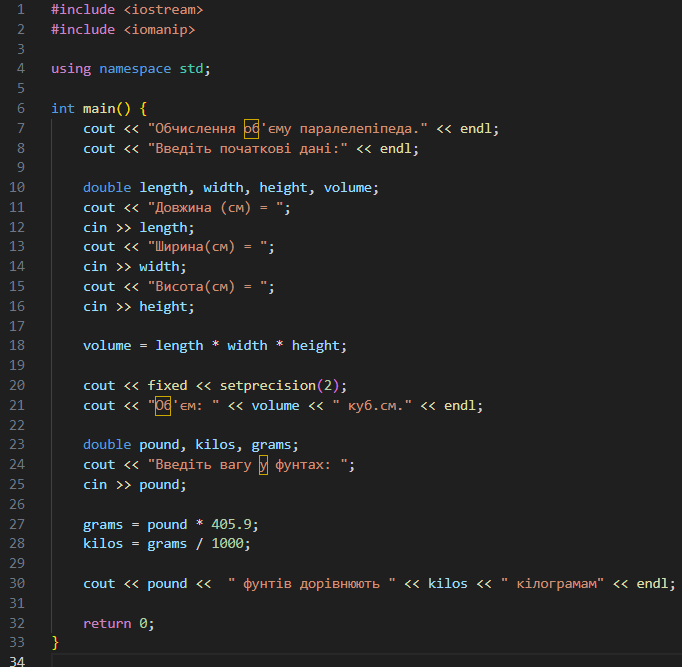 1 #include <iostream>
2 #include <iomanip>
3
4 using namespace std;
5
6 int main() {
7     cout << "Обчислення об'єму паралелепіпеда." << endl;
8     cout << "Введіть початкові дані:" << endl;
9
10     double length, width, height, volume;
11     cout << "Довжина (см) = ";
12     cin >> length;
13     cout << "Ширина(см) = ";
14     cin >> width;
15     cout << "Висота(см) = ";
16     cin >> height;
17
18     volume = length * width * height;
19
20     cout << fixed << setprecision(2);
21     cout << "Об'єм: " << volume << " куб.см." << endl;
22
23     double pound, kilos, grams;
24     cout << "Введіть вагу у фунтах: ";
25     cin >> pound;
26
27     grams = pound * 405.9;
28     kilos = grams / 1000;
29
30     cout << pound <<  " фунтів дорівнюють " << kilos << " кілограмам" << endl;
31
32     return 0;
33 }
34